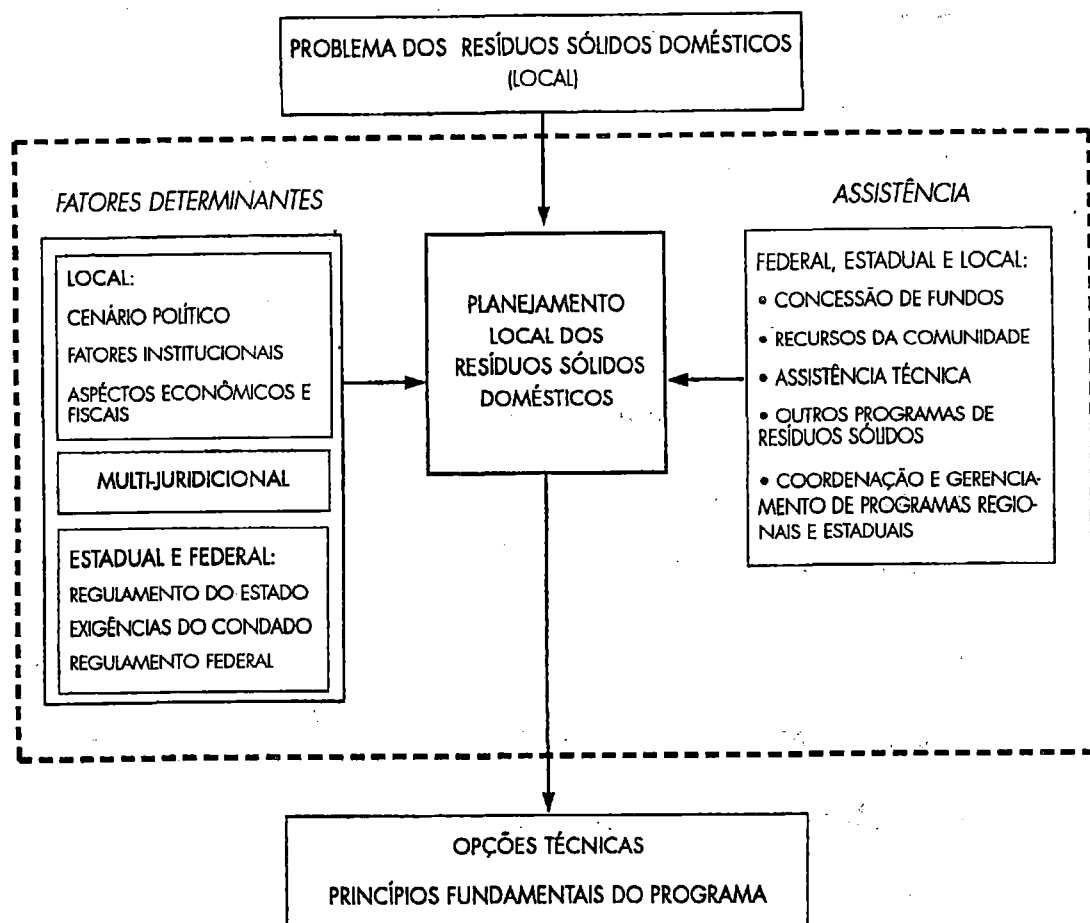 PROBLEMA DOS RESÍDUOS SÓLIDOS DOMÉSTICOS
(LOCAL)
FATORES DETERMINANTES
LOCAL:
CENÁRIO POLÍTICO
FATORES INSTITUCIONAIS
ASPÉCTOS ECONÔMICOS E
FISCAIS
MULTI-JURIDICIONAL
ESTADUAL E FEDERAL:
REGULAMENTO DO ESTADO
EXIGÊNCIAS DO CONDADO
REGULAMENTO FEDERAL
PLANEJAMENTO
LOCAL DOS
RESÍDUOS SÓLIDOS
DOMÉSTICOS
ASSISTÊNCIA
FEDERAL, ESTADUAL E LOCAL:
• CONCESSÃO DE FUNDOS
• RECURSOS DA COMUNIDADE
• ASSISTÊNCIA TÉCNICA
• OUTROS PROGRAMAS DE
RESÍDUOS SÓLIDOS
• COORDENAÇÃO E GERENCIA-
MENTO DE PROGRAMAS REGIO-
NAIS E ESTADUAIS
OPÇÕES TÉCNICAS
PRINCÍPIOS FUNDAMENTAIS DO PROGRAMA